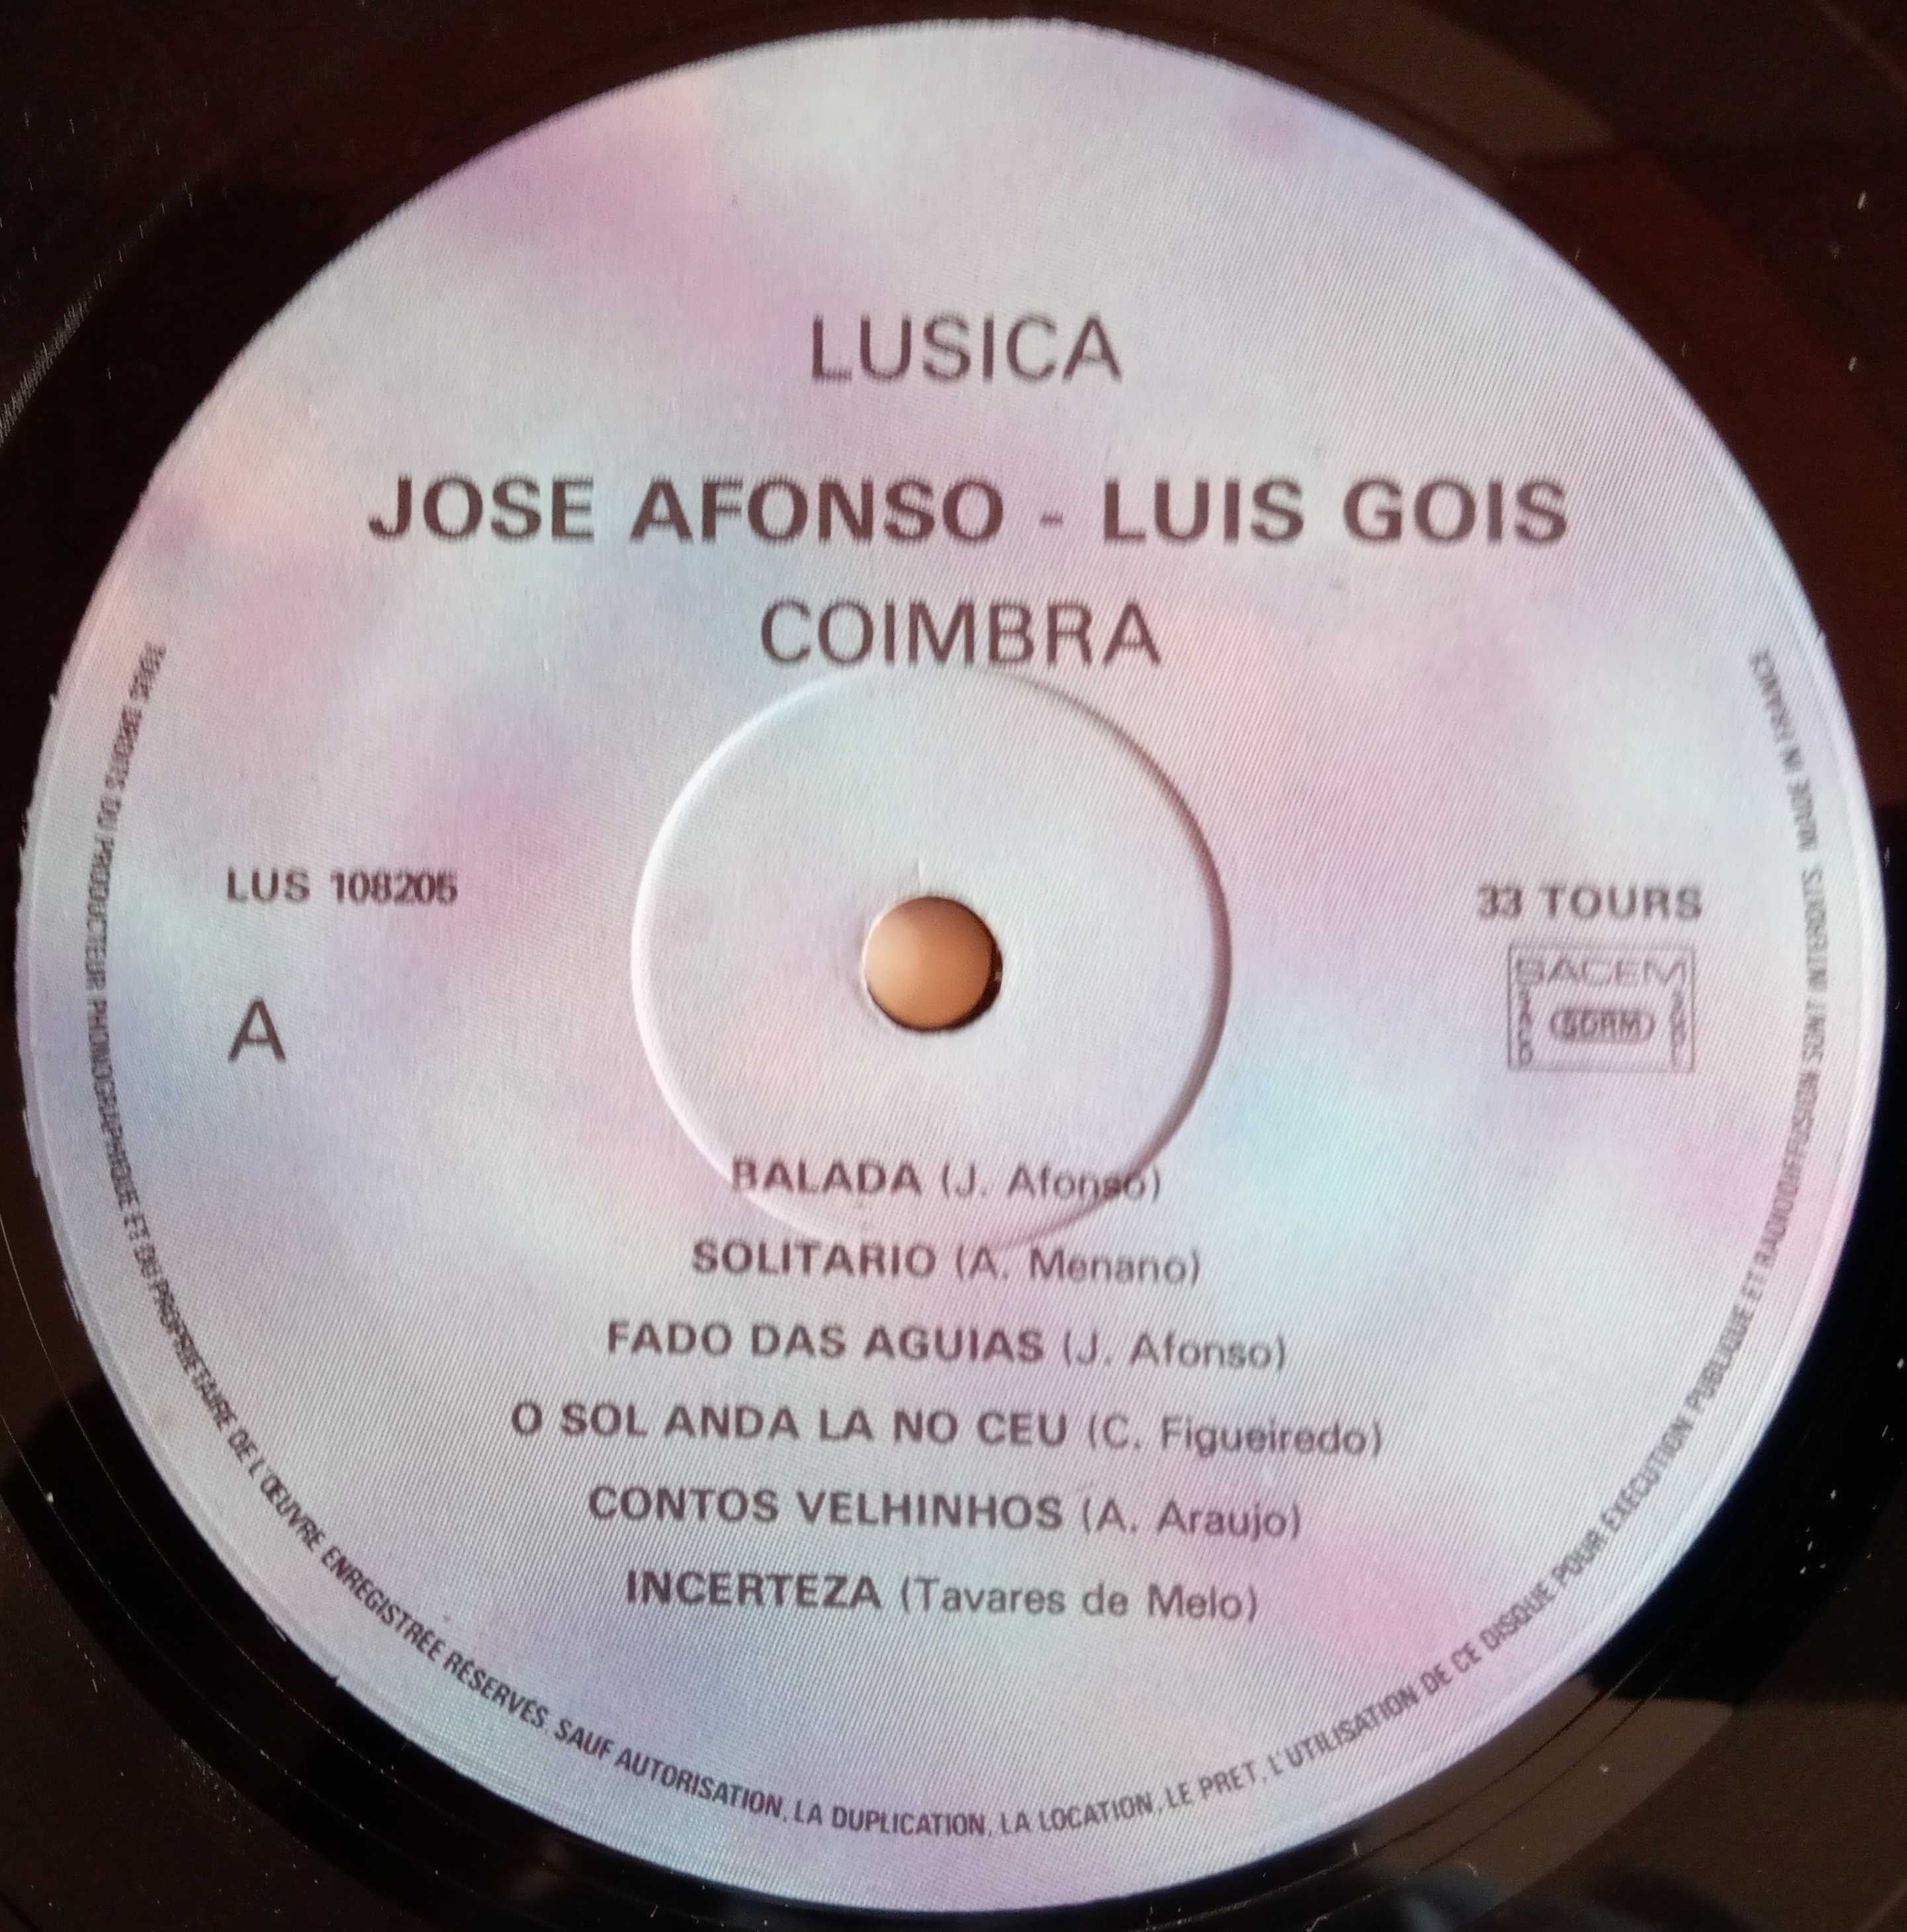 LUSICA
JOSE AFONSO - LUIS GOIS
COIMBRA
LUS 108205
A
33 TOURS
SACEM
SACD
SDRM
SGDL
BALADA (J. Afonso)
SOLITARIO (A. Menano)
FADO DAS AGUIAS (J. Afonso)
O SOL ANDA LA NO CEU (C. Figueiredo)
CONTOS VELHINHOS (A. Araujo)
INCERTEZA (Tavares de Melo)
TOUS DROITS DU PRODUCTEUR PHONOGRAPHIQUE ET DU PROPRIETAIRE DE L'ŒUVRE ENREGISTRÉE RÉSERVÉS. SAUF AUTORISATION, LA DUPLICATION, LA LOCATION, LE PRET, L'UTILISATION DE CE DISQUE POUR EXECUTION PUBLIQUE ET RADIODIFFUSION SONT INTERDITS. MADE IN FRANCE